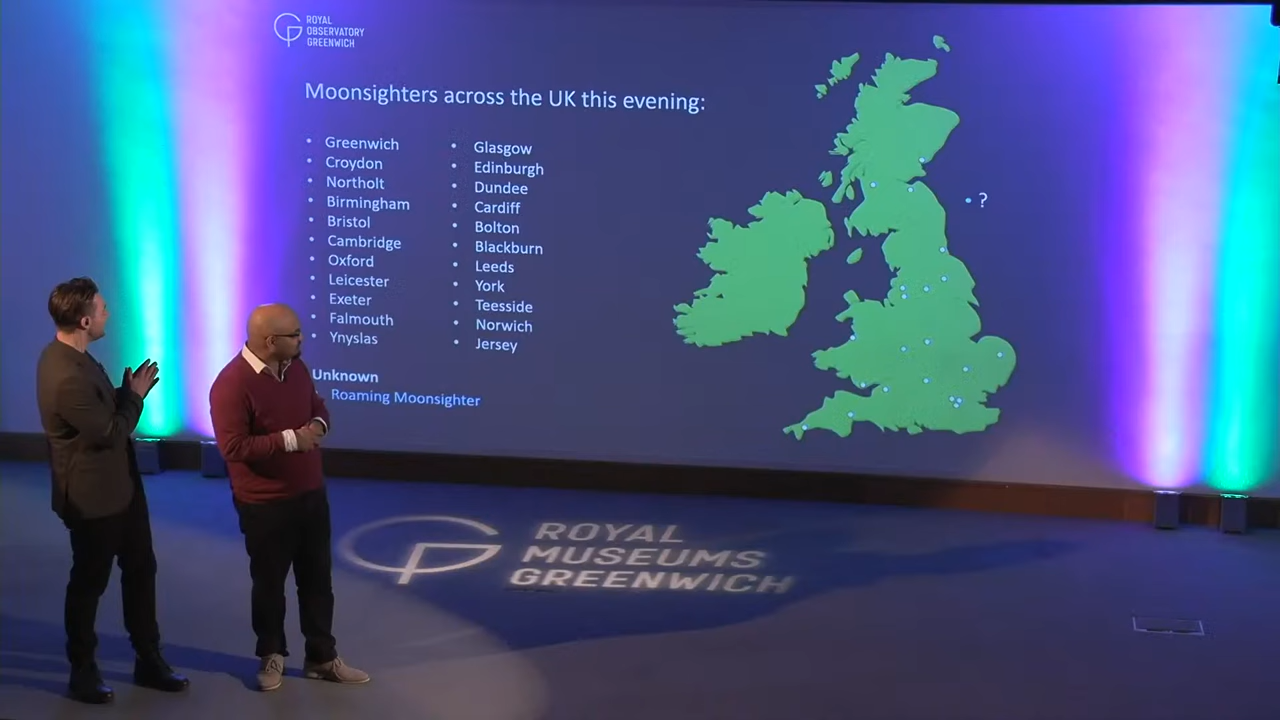 ROYAL
OBSERVATORY
GREENWICH
Moonsighters across the UK this evening:
• Greenwich
• Croydon
• Northolt
• Birmingham
• Bristol
• Cambridge
• Oxford
• Leicester
• Exeter
• Falmouth
• Ynyslas
• Glasgow
• Edinburgh
• Dundee
• Cardiff
• Bolton
• Blackburn
• Leeds
• York
• Teesside
• Norwich
• Jersey
Unknown
Roaming Moonsighter
?
ROYAL
MUSEUMS
GREENWICH